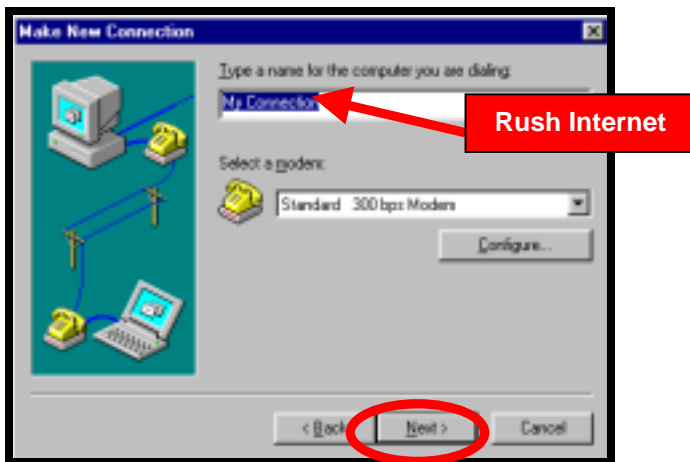 Make New Connection
Type a name for the computer you are dialing:
My Connection
Rush Internet
Select a modem:
Standard 300 bps Modem
Configure...
< Back
Next >
Cancel